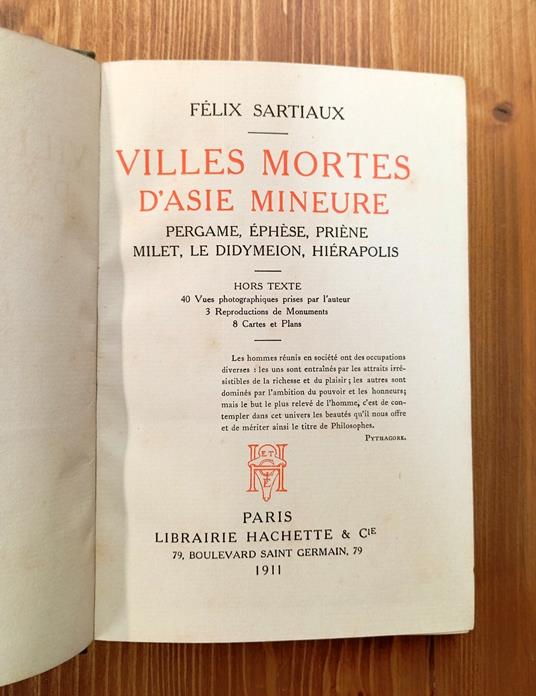 FÉLIX SARTIAUX
VILLES MORTES
D'ASIE MINEURE
PERGAME, ÉPHÈSE, PRIÈNE
MILET, LE DIDYMEION, HIÉRAPOLIS
HORS TEXTE
40 Vues photographiques prises par l'auteur
3 Reproductions de Monuments
8 Cartes et Plans
Les hommes réunis en société ont des occupations
diverses : les uns sont entraînés par les attraits irré-
sistibles de la richesse et du plaisir ; les autres sont
dominés par l'ambition du pouvoir et les honneurs ;
mais le but le plus relevé de l'homme, c'est de con-
templer dans cet univers les beautés qu'il nous offre
et de mériter ainsi le titre de Philosophes.
PYTHAGORE.
PARIS
LIBRAIRIE HACHETTE & CIE
79, BOULEVARD SAINT GERMAIN, 79
1911